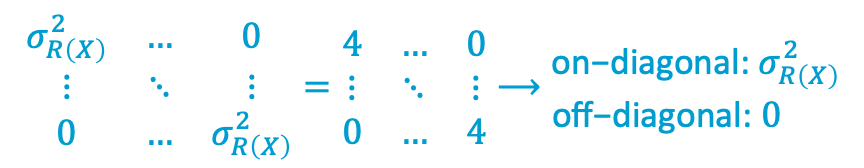 σ²R(X) ... 0 4 ... 0
⋮ ⋱ ⋮ = ⋮ ⋱ ⋮ → on−diagonal: σ²R(X)
0 ... σ²R(X) 0 ... 4 off−diagonal: 0